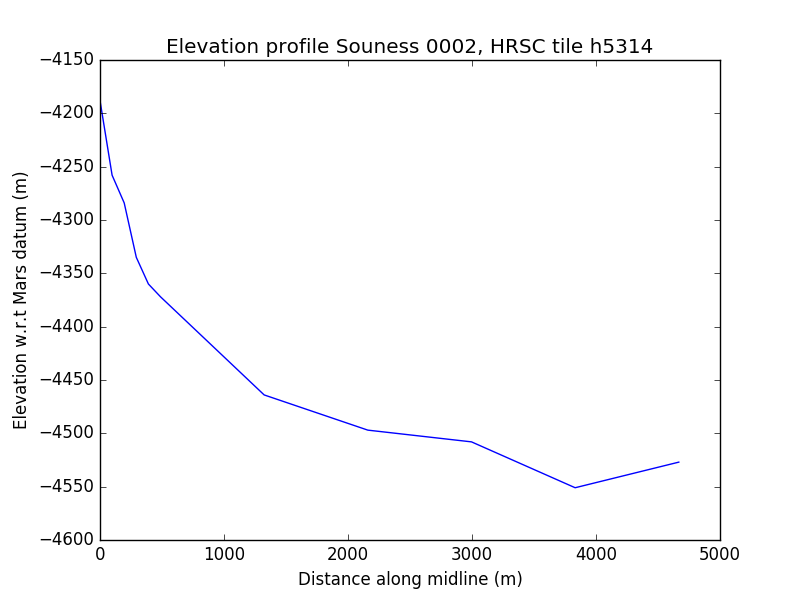 Elevation profile Souness 0002, HRSC tile h5314
−4150
−4200
−4250
−4300
−4350
−4400
−4450
−4500
−4550
−4600
Elevation w.r.t Mars datum (m)
0 1000 2000 3000 4000 5000
Distance along midline (m)